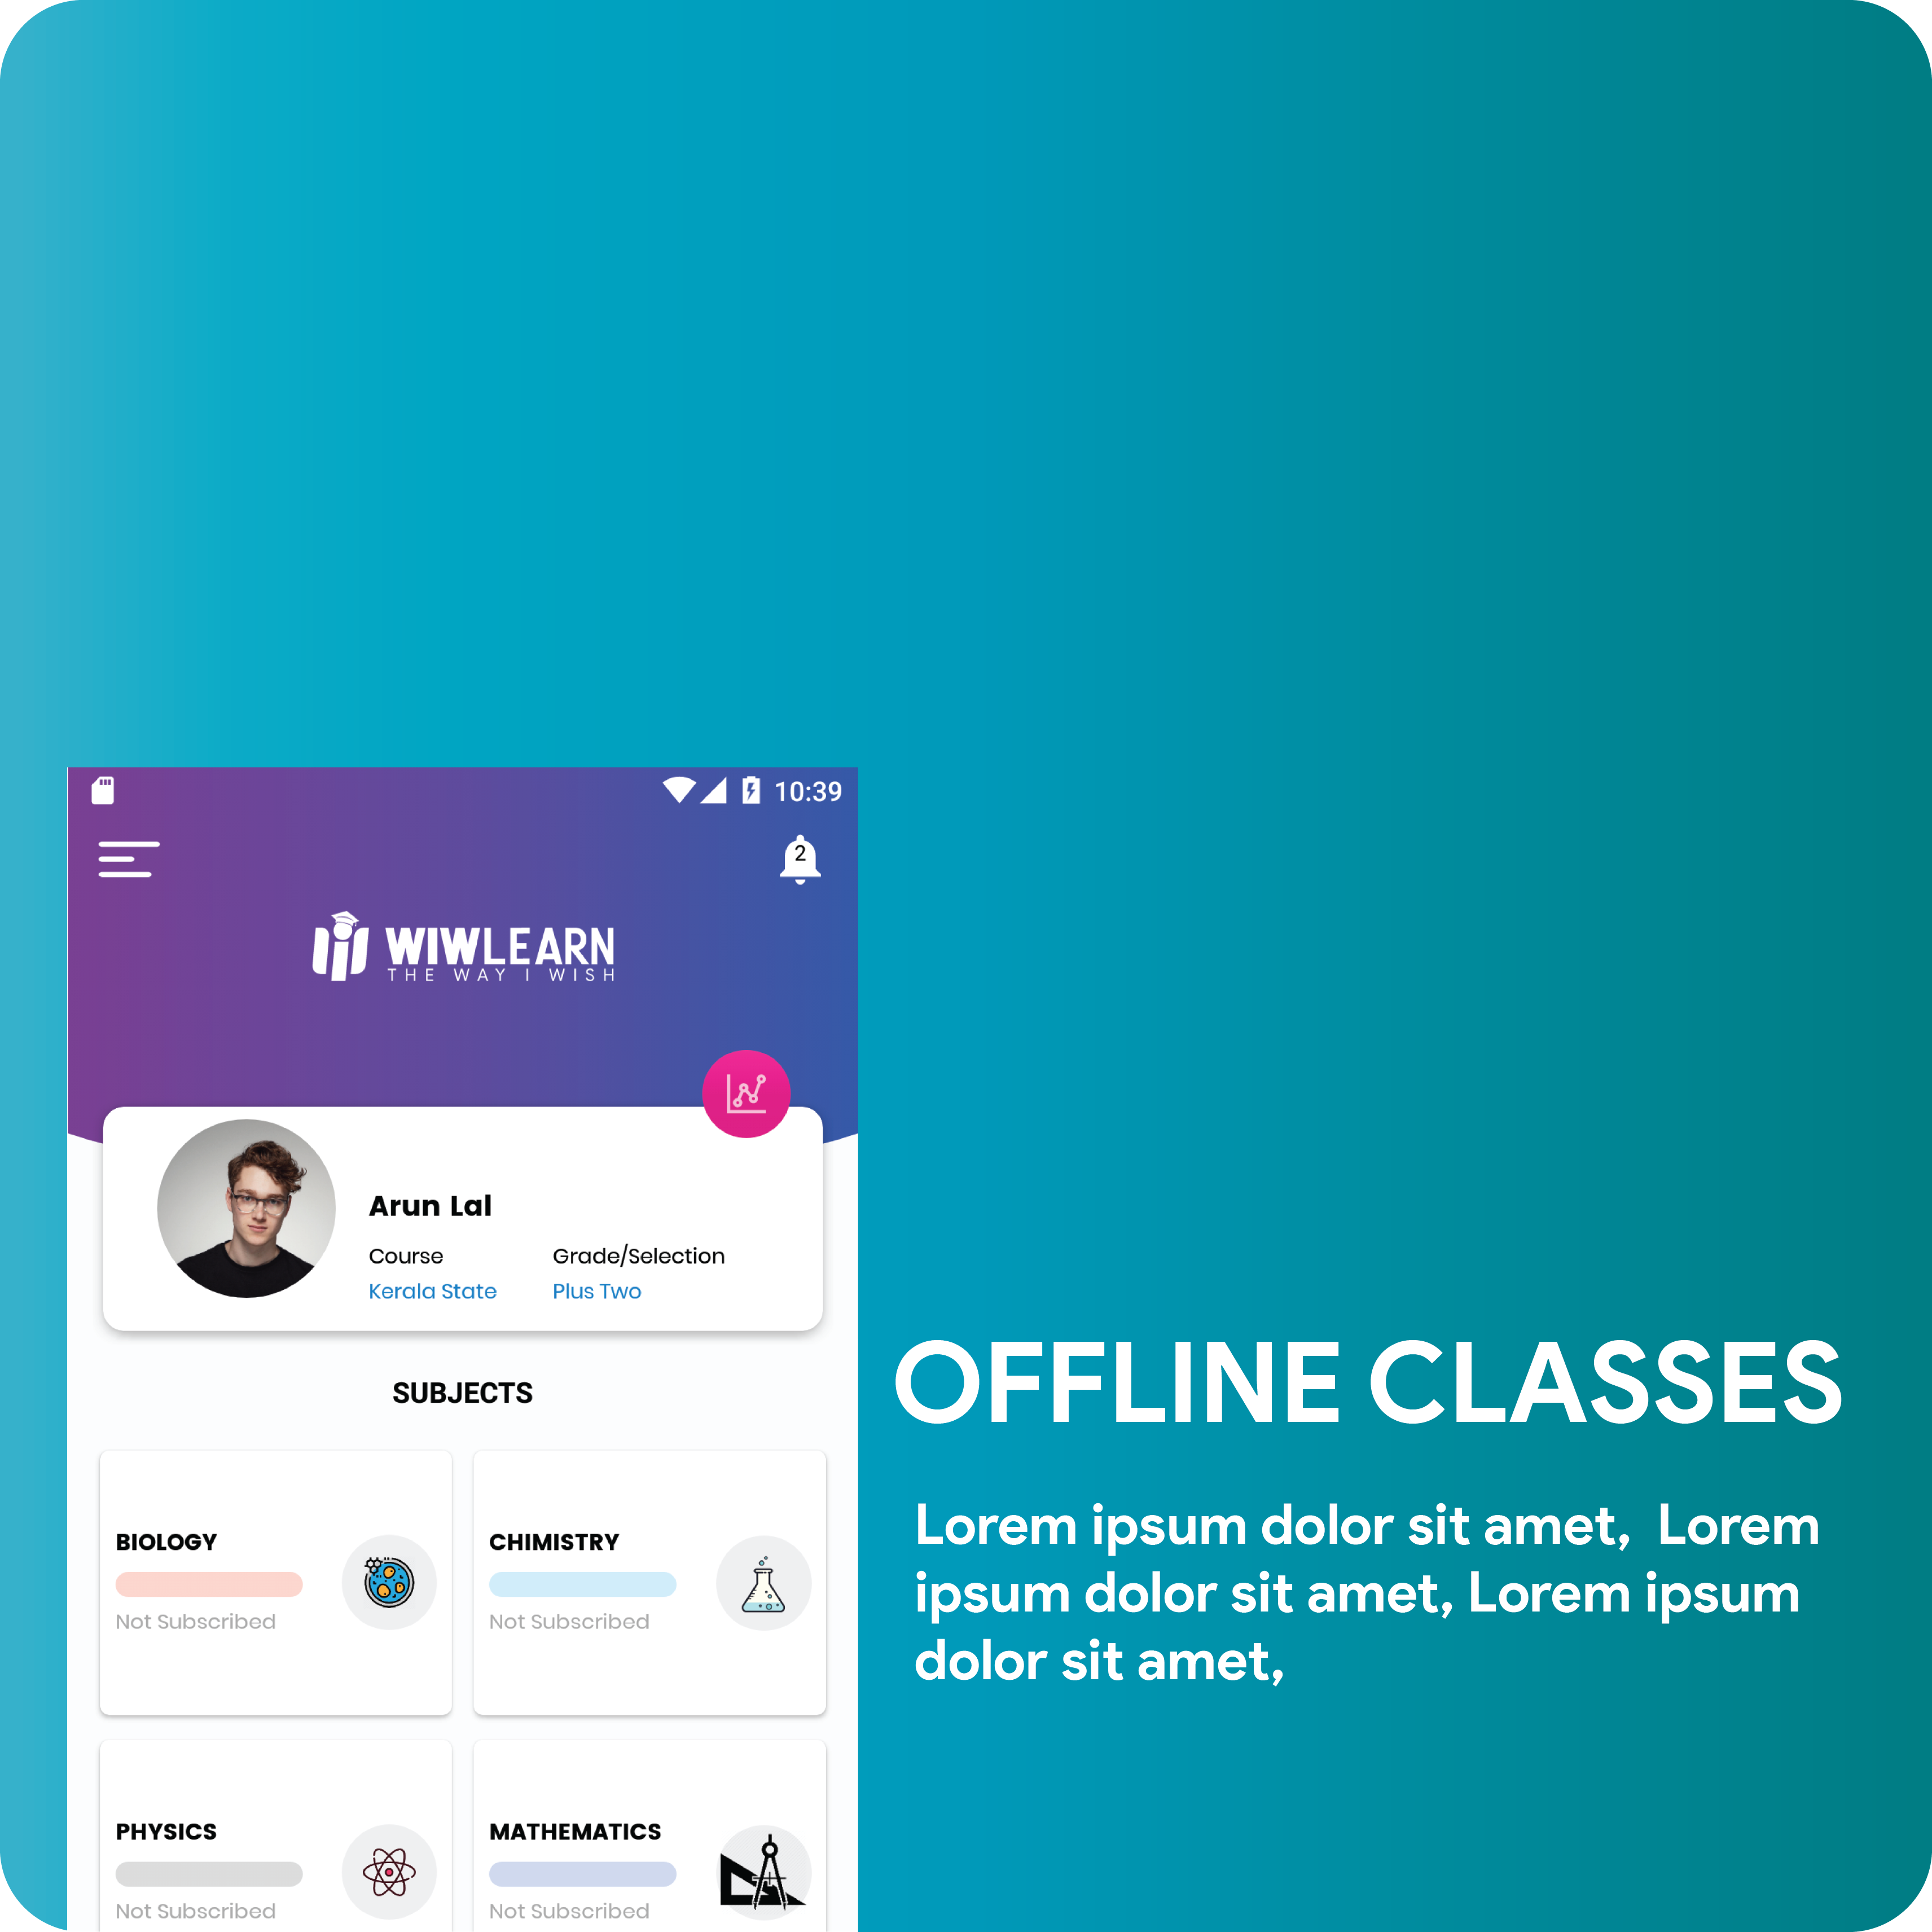 10:39
2
WIWLEARN
THE WAY I WISH
Arun Lal
Course Grade/Selection
Kerala State Plus Two
SUBJECTS
BIOLOGY
Not Subscribed
CHIMISTRY
Not Subscribed
PHYSICS
Not Subscribed
MATHEMATICS
Not Subscribed
OFFLINE CLASSES
Lorem ipsum dolor sit amet, Lorem
ipsum dolor sit amet, Lorem ipsum
dolor sit amet,